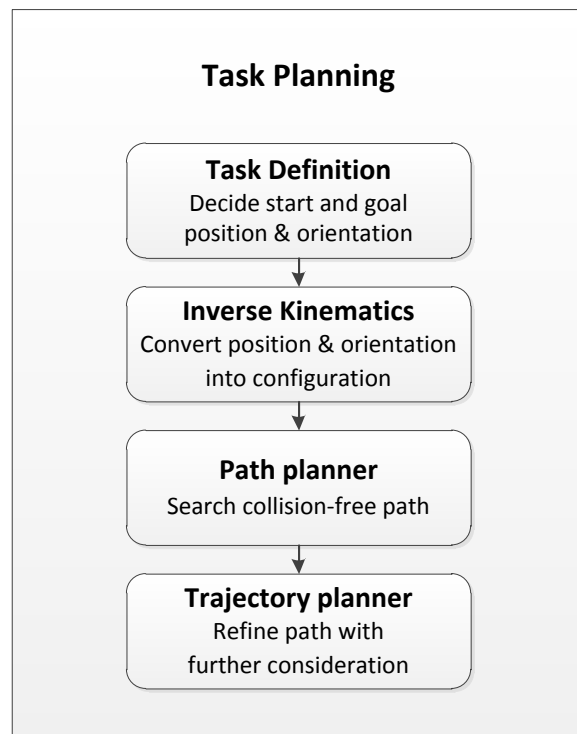 Task Planning
Task Definition
Decide start and goal
position & orientation
Inverse Kinematics
Convert position & orientation
into configuration
Path planner
Search collision-free path
Trajectory planner
Refine path with
further consideration